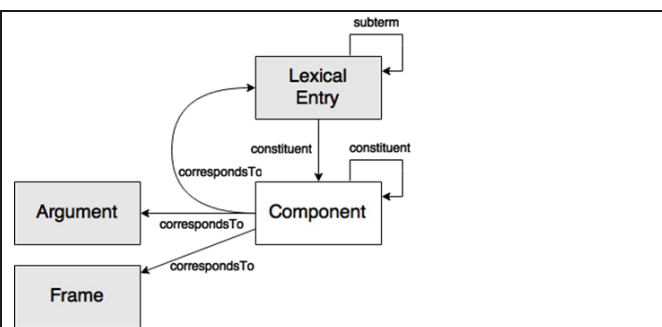 subterm
Lexical
Entry
constituent
constituent
correspondsTo
Argument
Component
correspondsTo
correspondsTo
Frame